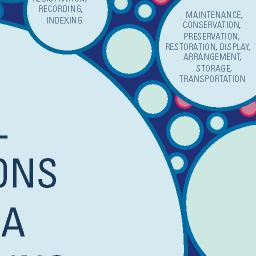 RECORDING,
INDEXING
MAINTENANCE,
CONSERVATION,
PRESERVATION,
RESTORATION, DISPLAY,
ARRANGEMENT,
STORAGE,
TRANSPORTATION
ONS
A